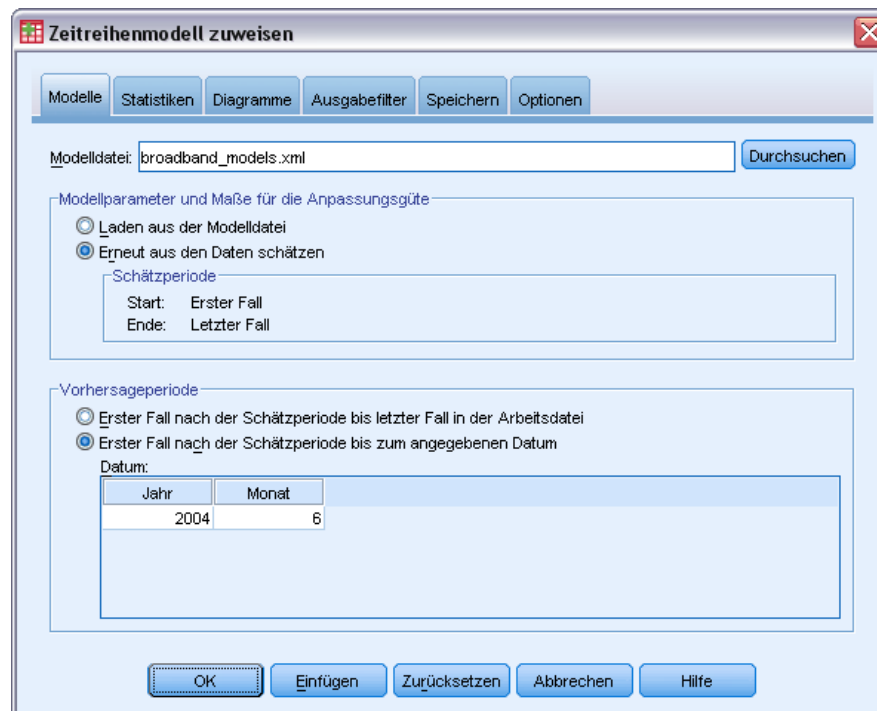 Zeitreihenmodell zuweisen
Modelle Statistiken Diagramme Ausgabefilter Speichern Optionen
Modelldatei: broadband_models.xml Durchsuchen
Modellparameter und Maße für die Anpassungsgüte
Laden aus der Modelldatei
Erneut aus den Daten schätzen
Schätzperiode
Start: Erster Fall
Ende: Letzter Fall
Vorhersageperiode
Erster Fall nach der Schätzperiode bis letzter Fall in der Arbeitsdatei
Erster Fall nach der Schätzperiode bis zum angegebenen Datum
Datum:
Jahr Monat
2004 6
OK Einfügen Zurücksetzen Abbrechen Hilfe